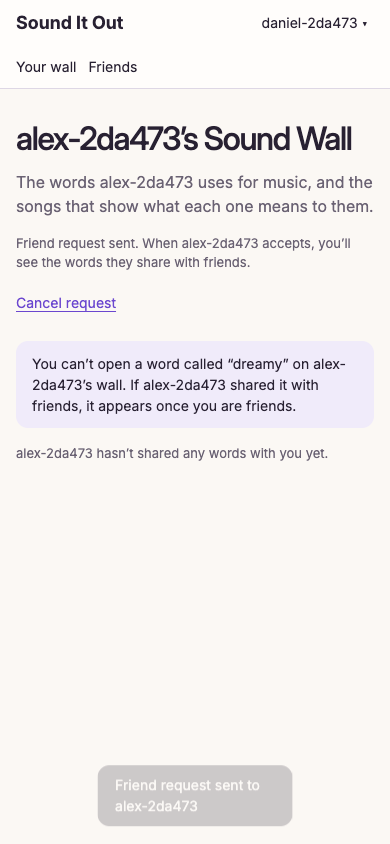 Sound It Out
daniel-2da473 ▾
Your wall Friends
alex-2da473’s Sound Wall
The words alex-2da473 uses for music, and the
songs that show what each one means to them.
Friend request sent. When alex-2da473 accepts, you’ll
see the words they share with friends.
Cancel request
You can’t open a word called “dreamy” on alex-
2da473’s wall. If alex-2da473 shared it with
friends, it appears once you are friends.
alex-2da473 hasn’t shared any words with you yet.
Friend request sent to
alex-2da473